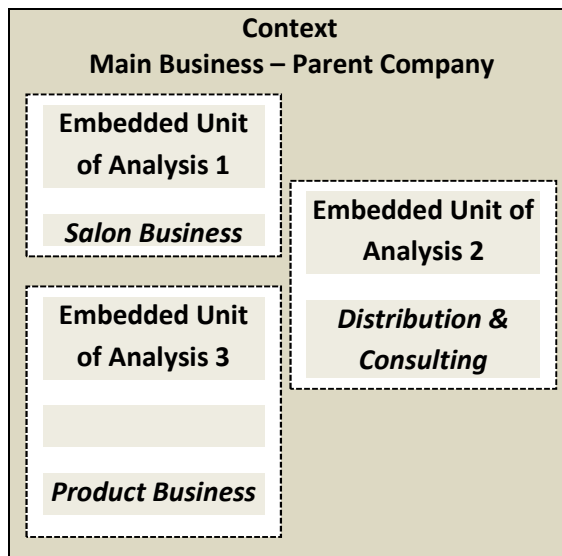 Context
Main Business – Parent Company
Embedded Unit
of Analysis 1
Salon Business
Embedded Unit of
Analysis 2
Distribution &
Consulting
Embedded Unit
of Analysis 3
Product Business